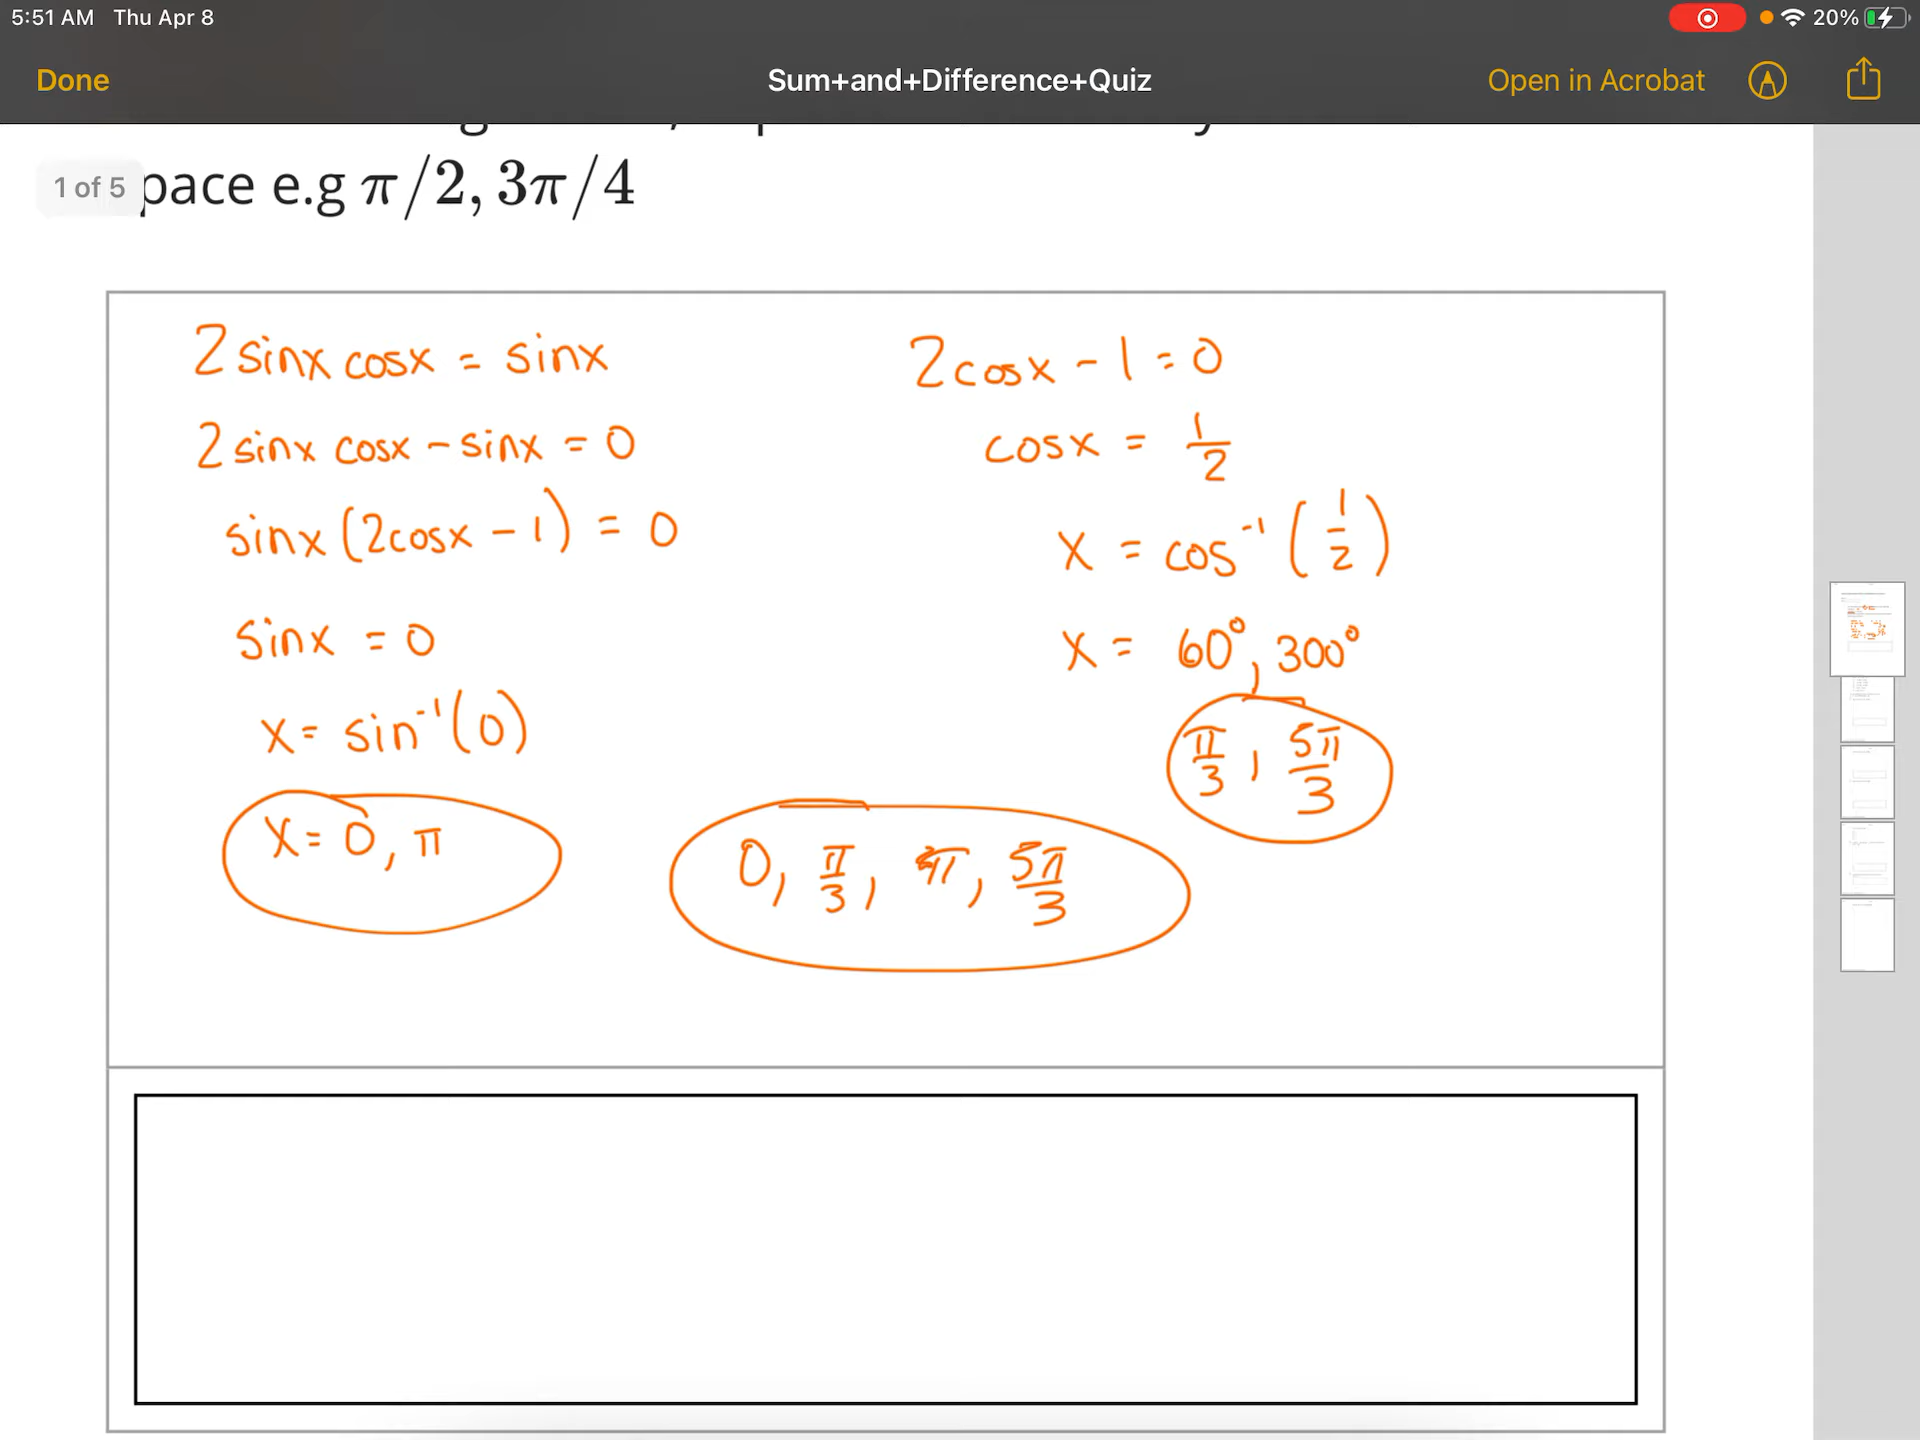 5:51 AM Thu Apr 8
20%
Done
Sum+and+Difference+Quiz
Open in Acrobat
1 of 5
pace e.g π/2, 3π/4
2 sinx cosx = sinx
2 sinx cosx - sinx = 0
sinx (2cosx - 1) = 0
sinx = 0
x = sin⁻¹(0)
x = 0, π
2cosx - 1 = 0
cosx = 1/2
x = cos⁻¹(1/2)
x = 60°, 300°
π/3, 5π/3
0, π/3, π, 5π/3